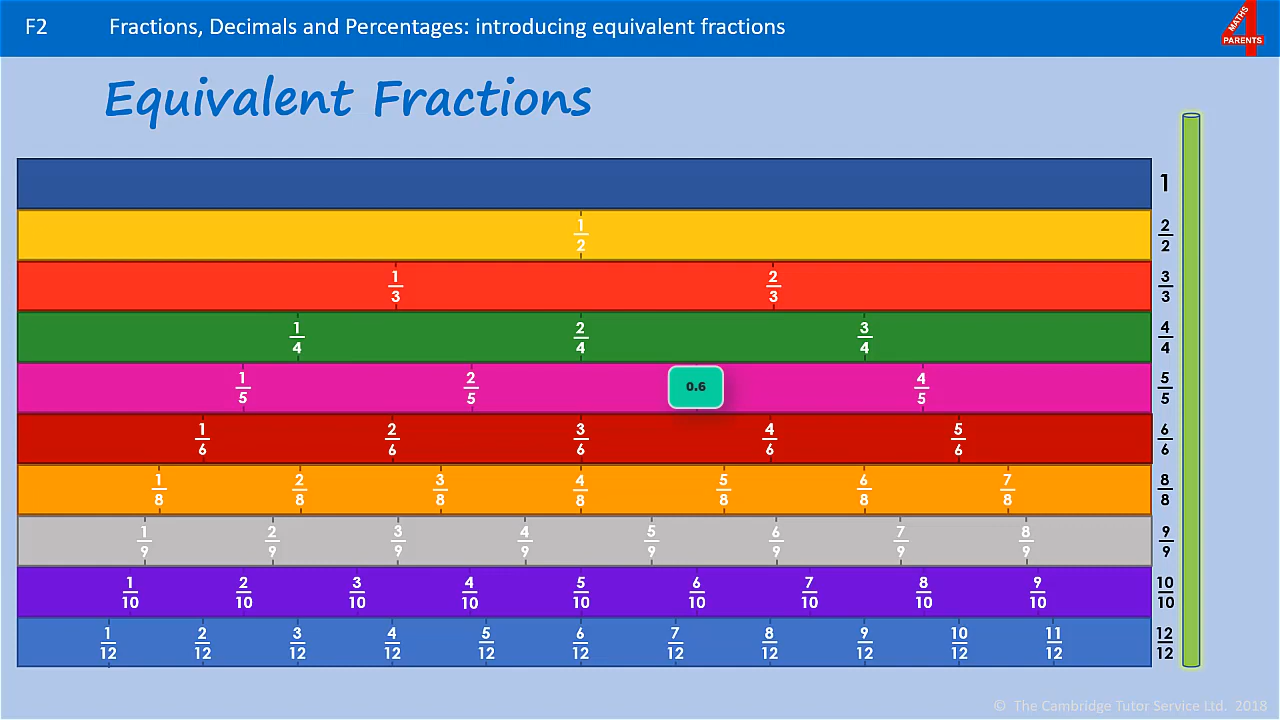 F2 Fractions, Decimals and Percentages: introducing equivalent fractions
MATHS
4
PARENTS
Equivalent Fractions
1
1/2 2/2
1/3 2/3 3/3
1/4 2/4 3/4 4/4
1/5 2/5 0.6 4/5 5/5
1/6 2/6 3/6 4/6 5/6 6/6
1/8 2/8 3/8 4/8 5/8 6/8 7/8 8/8
1/9 2/9 3/9 4/9 5/9 6/9 7/9 8/9 9/9
1/10 2/10 3/10 4/10 5/10 6/10 7/10 8/10 9/10 10/10
1/12 2/12 3/12 4/12 5/12 6/12 7/12 8/12 9/12 10/12 11/12 12/12
© The Cambridge Tutor Service Ltd. 2018